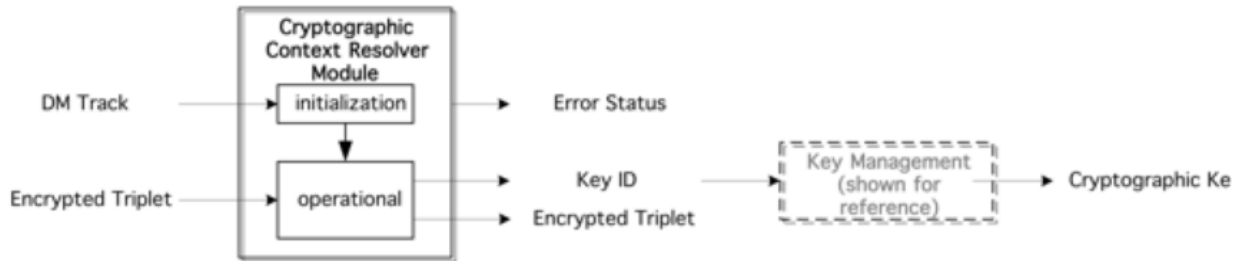 Cryptographic
Context Resolver
Module
DM Track
initialization
Error Status
Encrypted Triplet
operational
Key ID
Encrypted Triplet
Key Management
(shown for
reference)
Cryptographic Ke